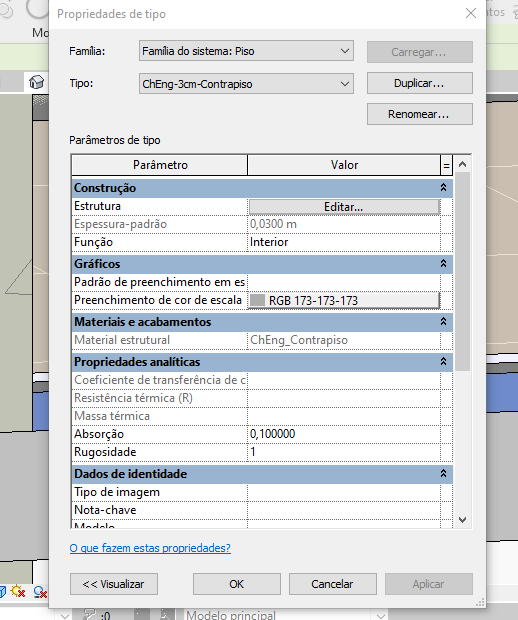 Propriedades de tipo
Família: Família do sistema: Piso Carregar...
Tipo: ChEng-3cm-Contrapiso Duplicar...
Renomear...
Parâmetros de tipo
Parâmetro Valor =
Construção
Estrutura Editar...
Espessura-padrão 0,0300 m
Função Interior
Gráficos
Padrão de preenchimento em es
Preenchimento de cor de escala RGB 173-173-173
Materiais e acabamentos
Material estrutural ChEng_Contrapiso
Propriedades analíticas
Coeficiente de transferência de c
Resistência térmica (R)
Massa térmica
Absorção 0,100000
Rugosidade 1
Dados de identidade
Tipo de imagem
Nota-chave
Modelo
O que fazem estas propriedades?
<< Visualizar OK Cancelar Aplicar
:0 Modelo principal